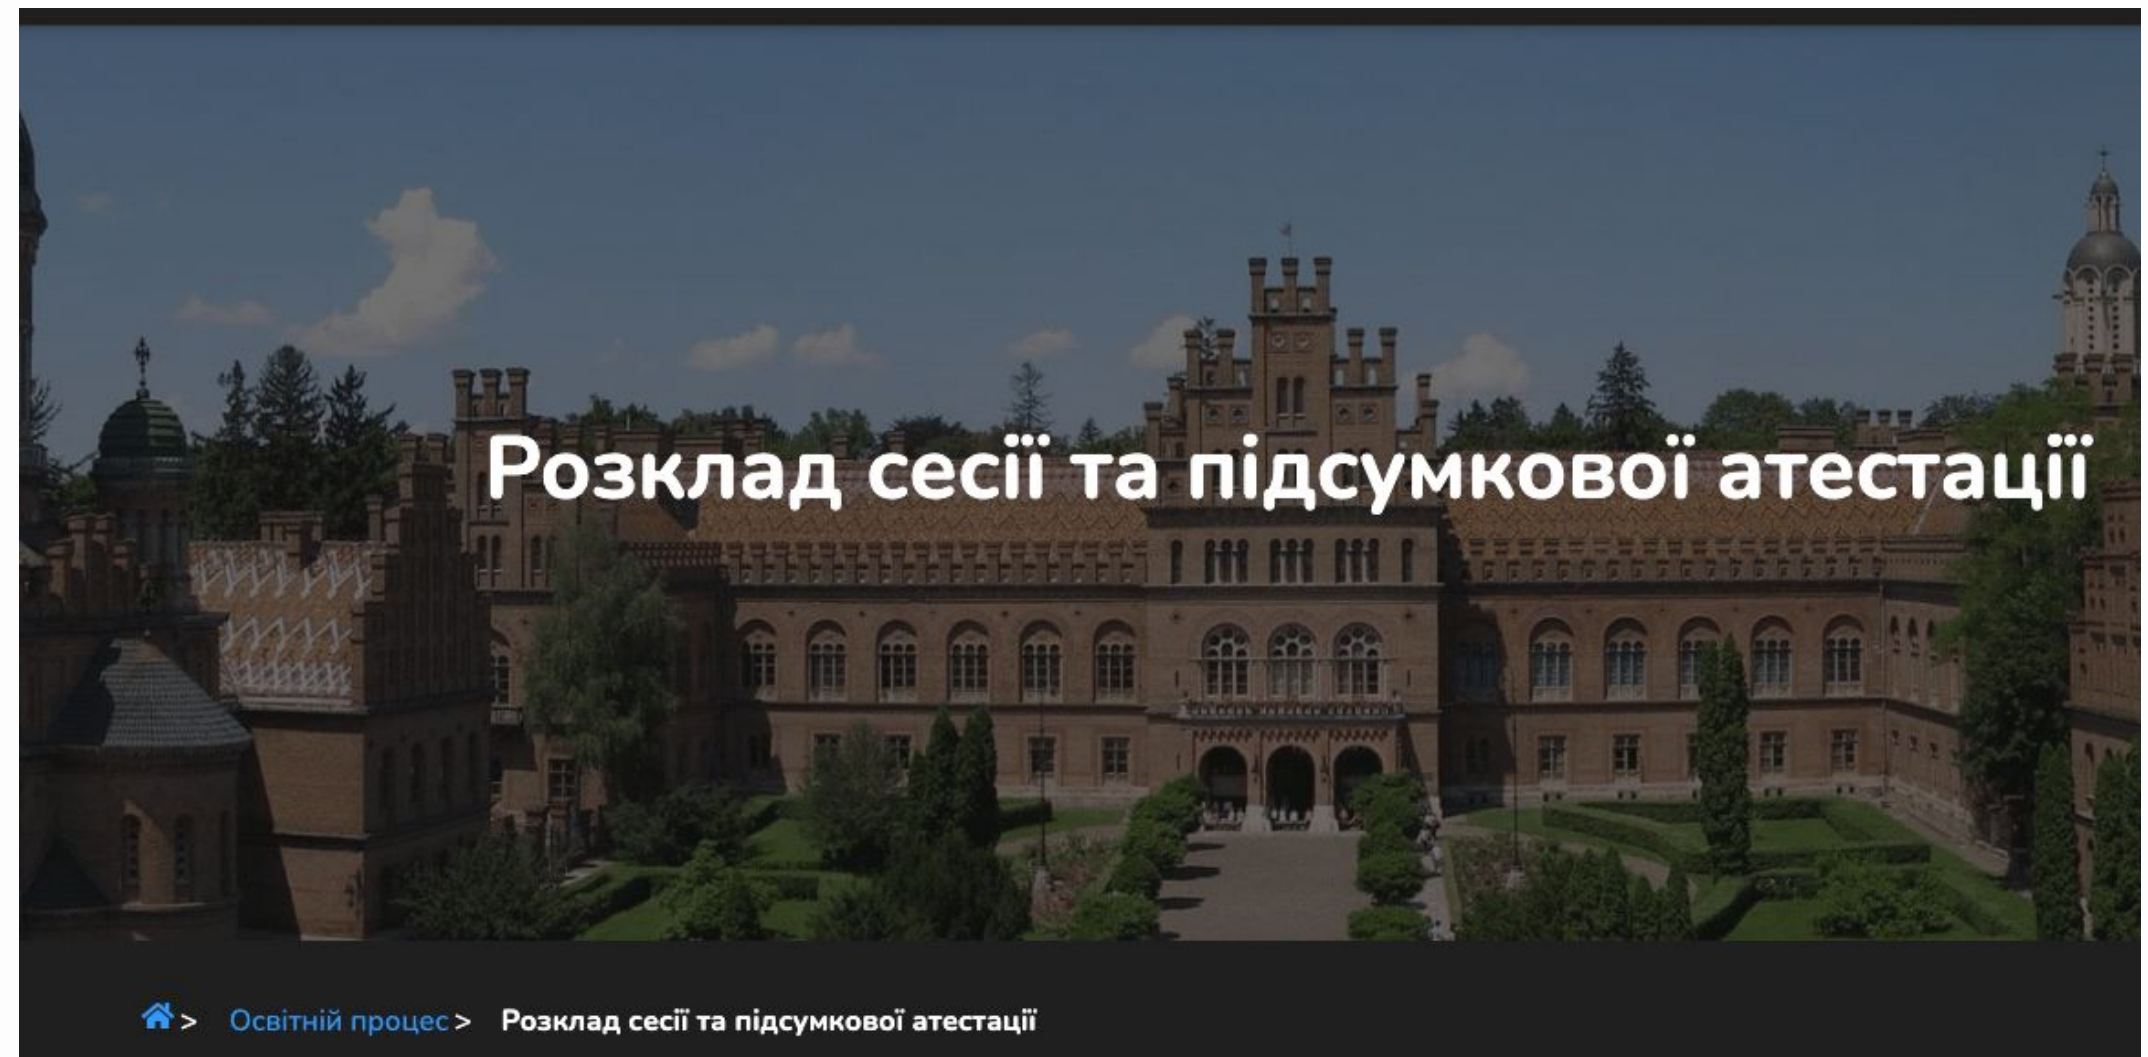 Розклад сесії та підсумкової атестації
> Освітній процес > Розклад сесії та підсумкової атестації